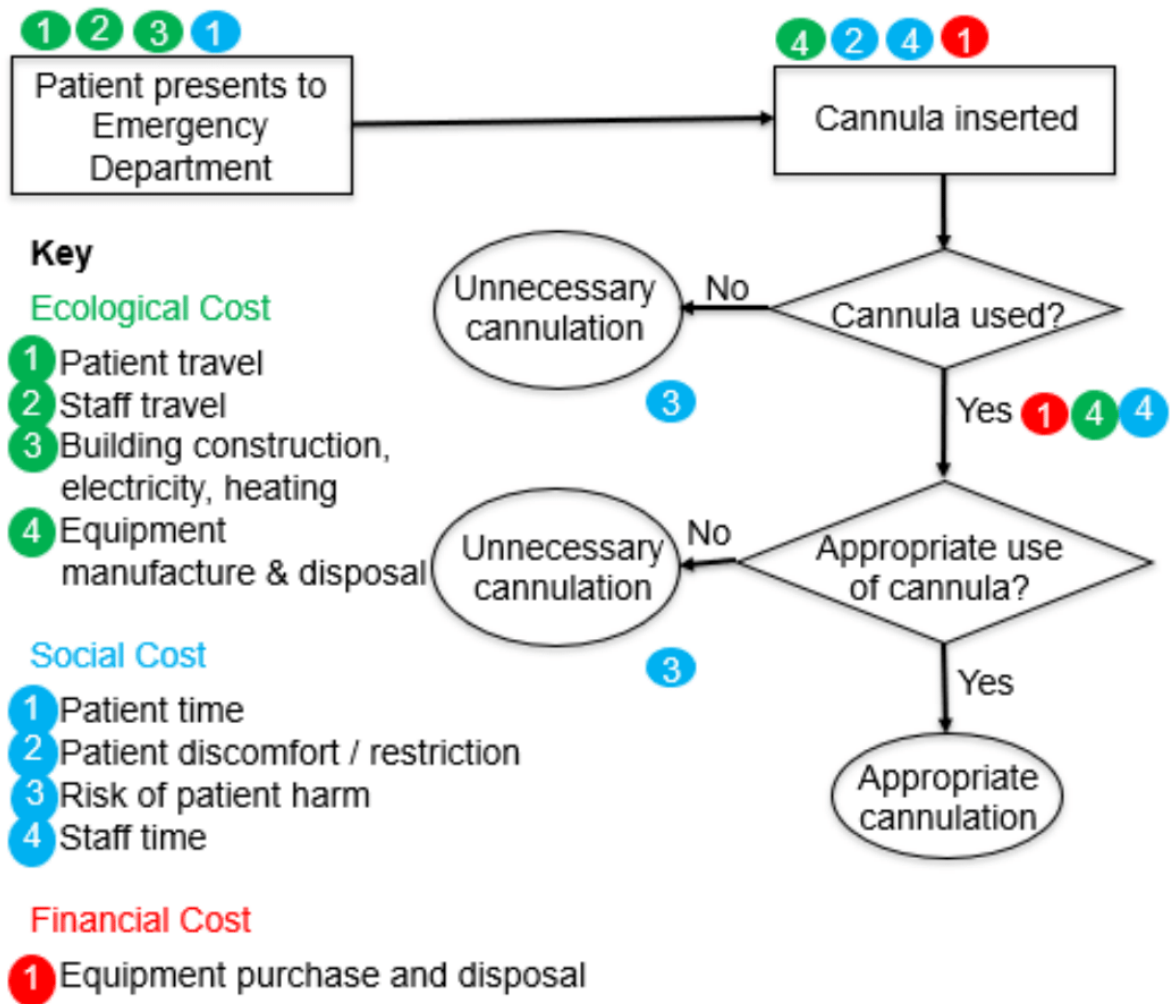 1 2 3 1
Patient presents to
Emergency
Department
4 2 4 1
Cannula inserted
Cannula used?
No
Unnecessary
cannulation
3
Yes 1 4 4
Appropriate use
of cannula?
No
Unnecessary
cannulation
3
Yes
Appropriate
cannulation
Key
Ecological Cost
1 Patient travel
2 Staff travel
3 Building construction,
electricity, heating
4 Equipment
manufacture & disposal
Social Cost
1 Patient time
2 Patient discomfort / restriction
3 Risk of patient harm
4 Staff time
Financial Cost
1 Equipment purchase and disposal